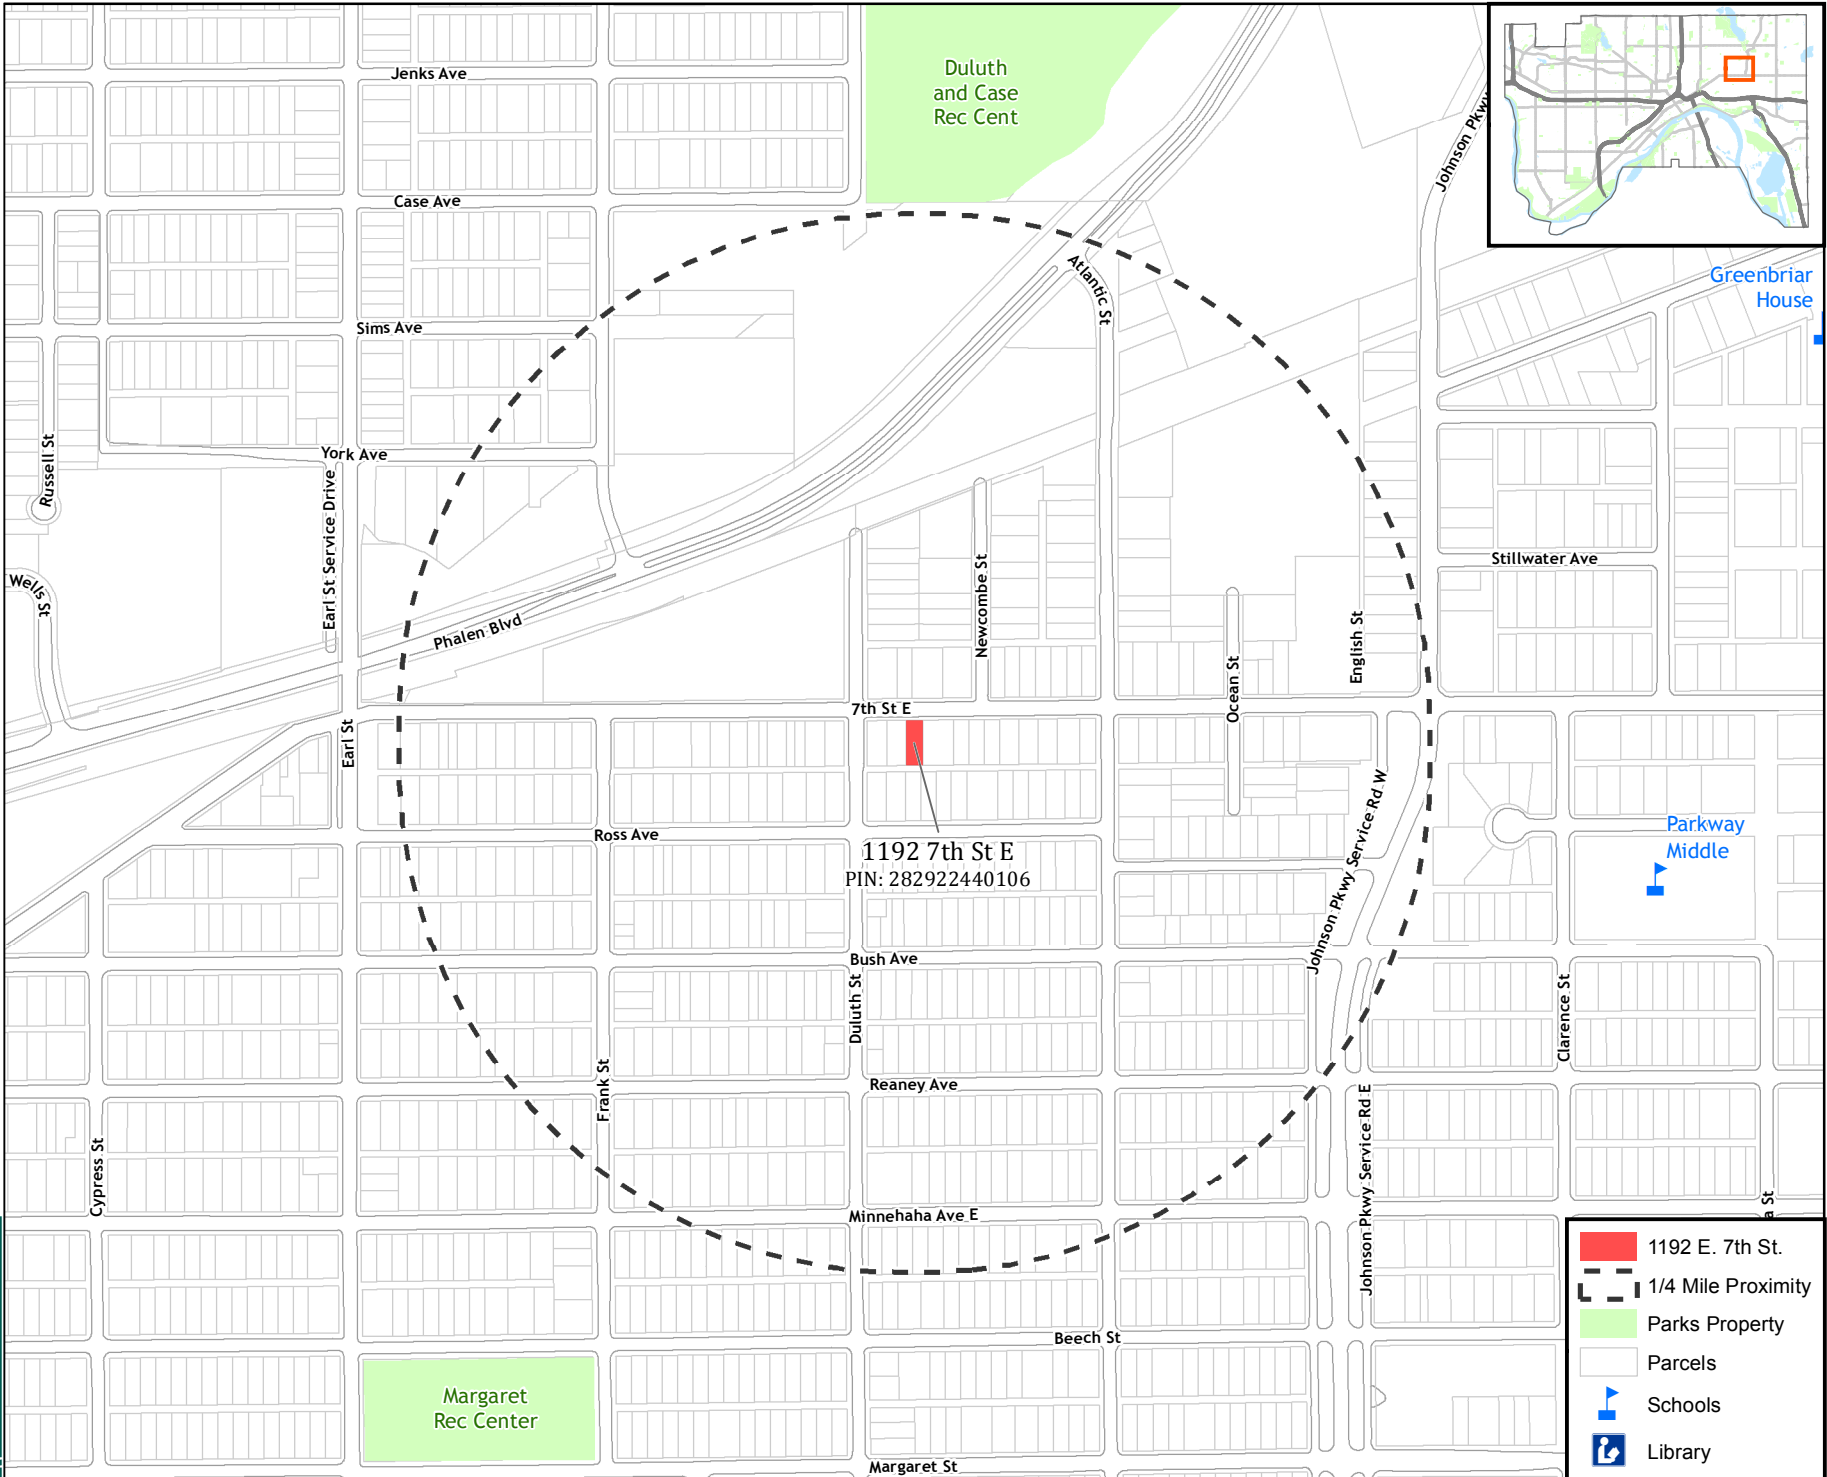 Jenks Ave
Duluth
and Case
Rec Cent
Johnson Pkwy
Case Ave
Atlantic St
Greenbriar
House
Sims Ave
York Ave
Russell St
Earl St Service Drive
Wells St
Phalen Blvd
Newcombe St
Stillwater Ave
English St
Ocean St
7th St E
Earl St
Ross Ave
1192 7th St E
PIN: 282922440106
Johnson Pkwy Service Rd W
Parkway
Middle
Bush Ave
Duluth St
Clarence St
Frank St
Reaney Ave
Cypress St
Johnson Pkwy Service Rd E
Minnehaha Ave E
a St
Beech St
Margaret
Rec Center
Margaret St
1192 E. 7th St.
1/4 Mile Proximity
Parks Property
Parcels
Schools
Library